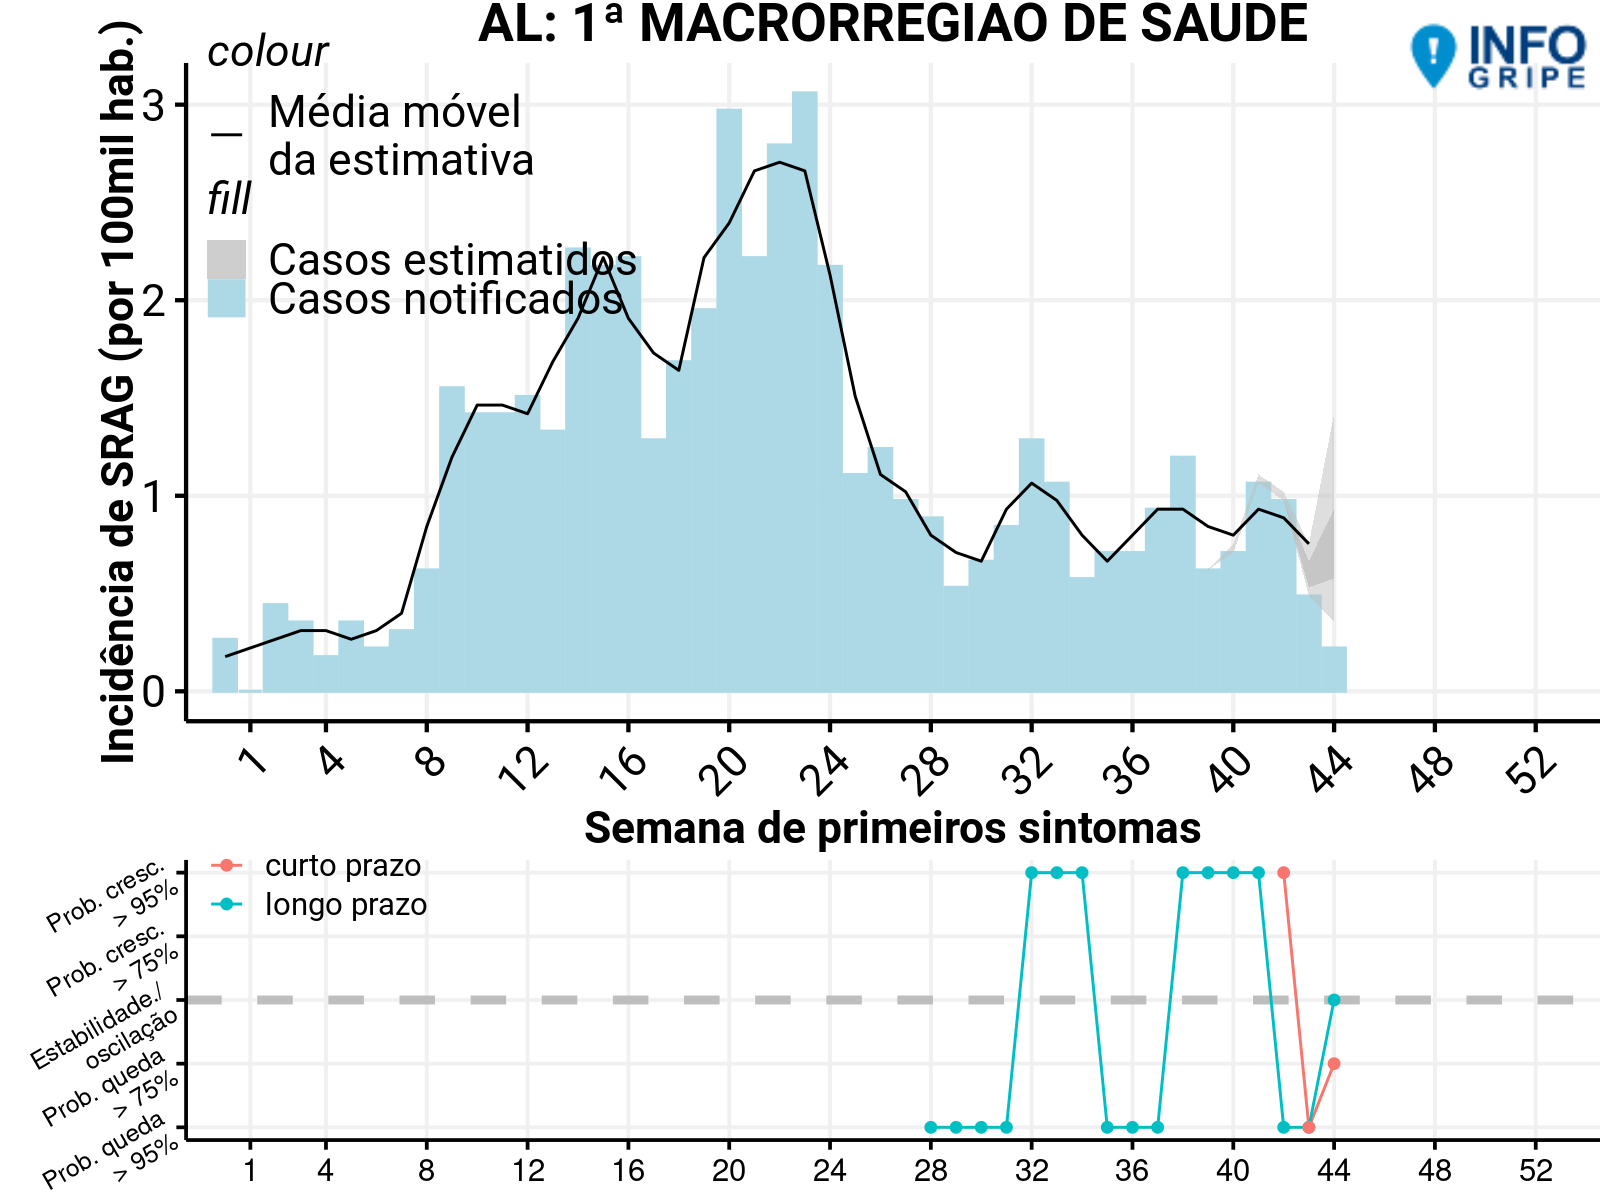 AL: 1ª MACRORREGIAO DE SAUDE
INFO
GRIPE
Incidência de SRAG (por 100mil hab.)
colour
Média móvel
da estimativa
fill
Casos estimatidos
Casos notificados
3
2
1
0
1 4 8 12 16 20 24 28 32 36 40 44 48 52
Semana de primeiros sintomas
curto prazo
longo prazo
Prob. cresc.
> 95%
Prob. cresc.
> 75%
Estabilidade./
oscilação
Prob. queda
> 75%
Prob. queda
> 95%
1 4 8 12 16 20 24 28 32 36 40 44 48 52